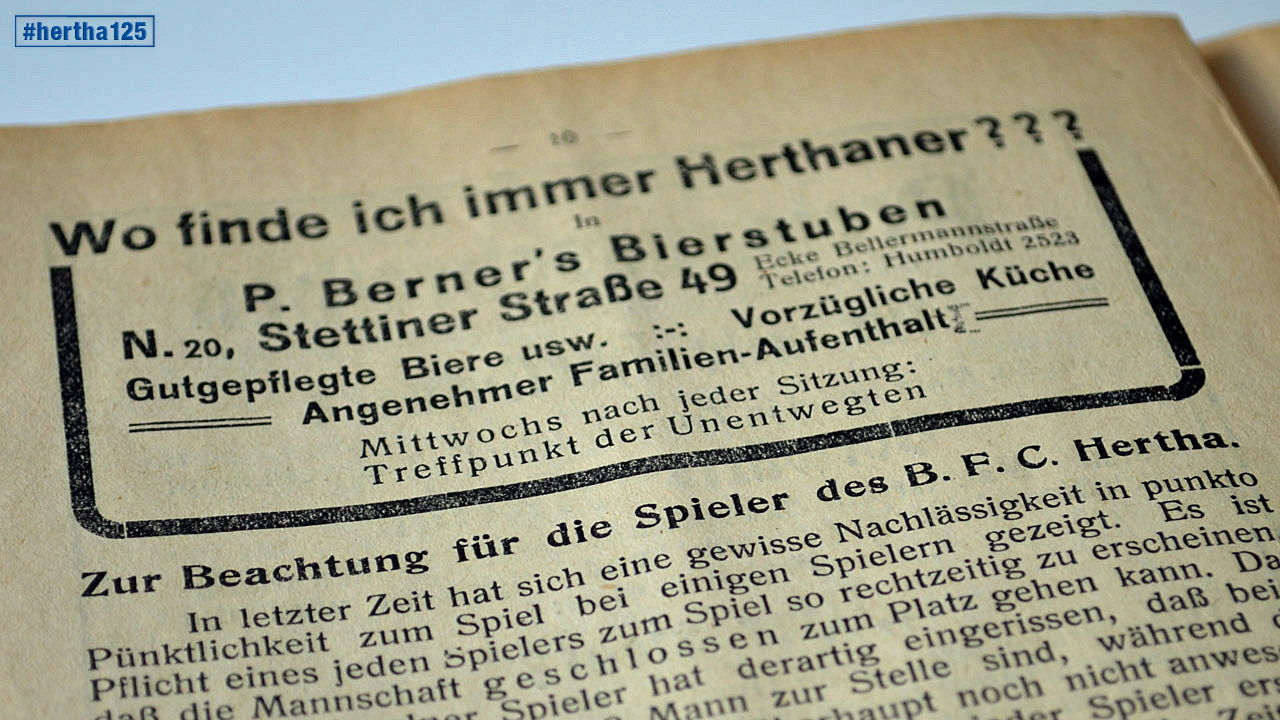 #hertha125
— 10 —
Wo finde ich immer Herthaner???
In
P. Berner's Bierstuben
N. 20, Stettiner Straße 49
Ecke Bellermannstraße
Telefon: Humboldt 2523
Gutgepflegte Biere usw. :-: Vorzügliche Küche
Angenehmer Familien-Aufenthalt
Mittwochs nach jeder Sitzung:
Treffpunkt der Unentwegten
Zur Beachtung für die Spieler des B. F. C. Hertha.
In letzter Zeit hat sich eine gewisse Nachlässigkeit in punkto
Pünktlichkeit zum Spiel bei einigen Spielern gezeigt. Es ist
Pflicht eines jeden Spielers zum Spiel so rechtzeitig zu erscheinen,
daß die Mannschaft geschlossen zum Platz gehen kann. Da
Spieler hat derartig eingerissen, daß bei
Mann zur Stelle sind, während
noch nicht anwes
Spieler